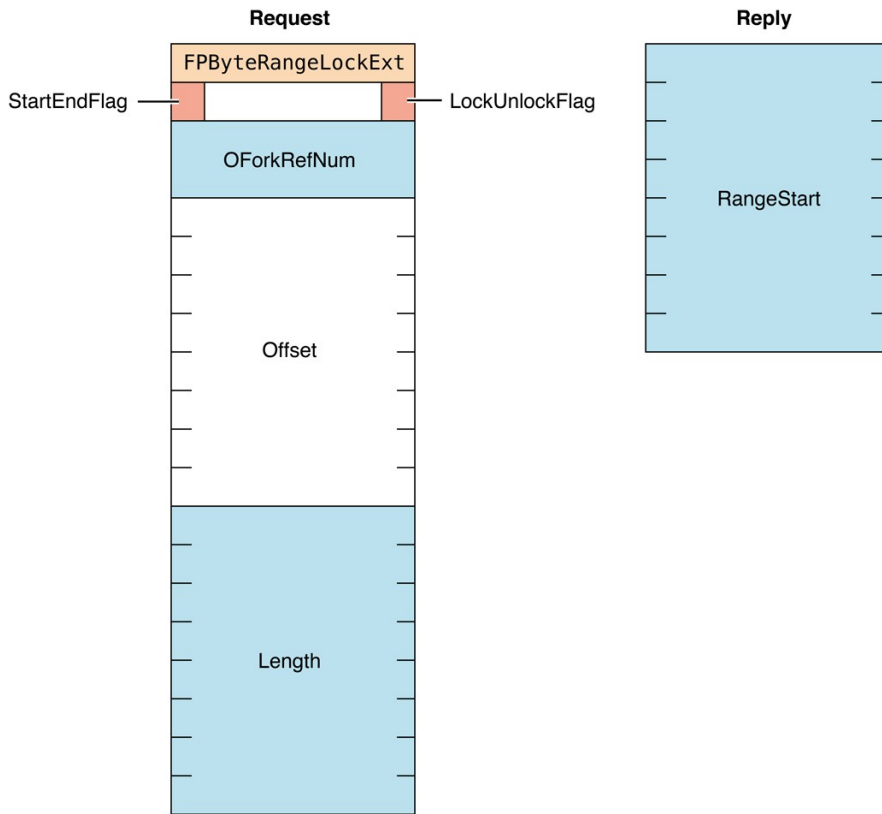 Request
Reply
FPByteRangeLockExt
StartEndFlag
LockUnlockFlag
OForkRefNum
RangeStart
Offset
Length